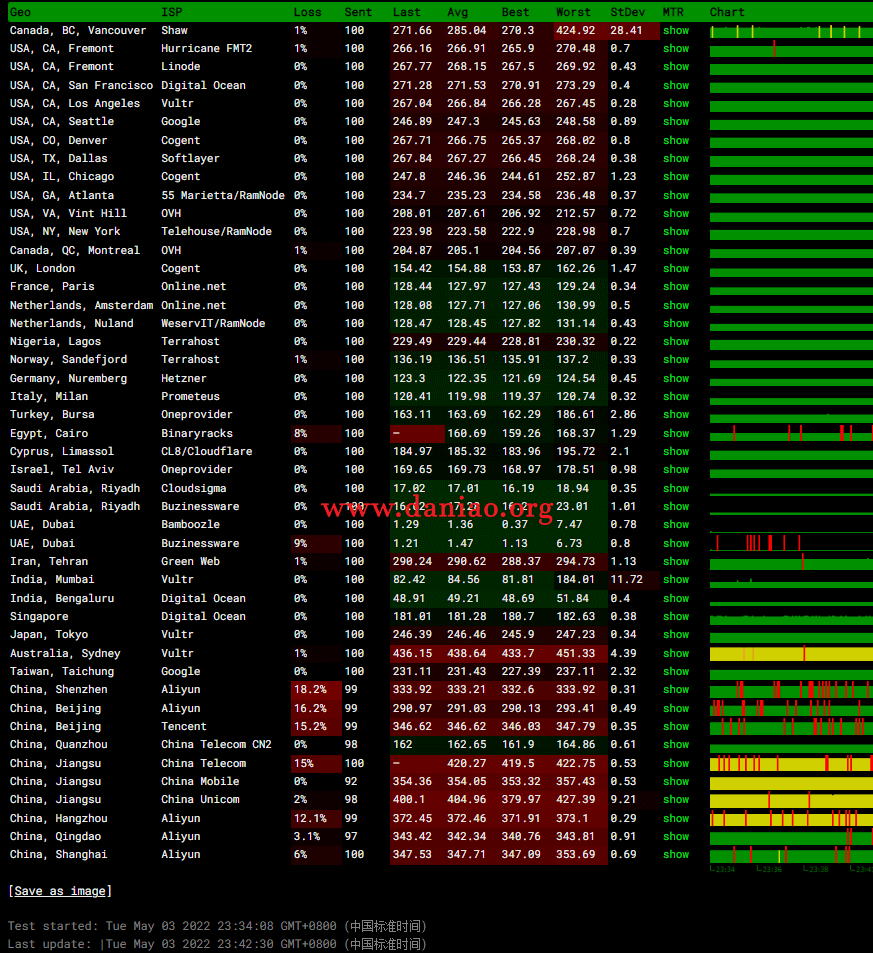 Geo ISP Loss Sent Last Avg Best Worst StDev MTR Chart
Canada, BC, Vancouver Shaw 1% 100 271.66 285.04 270.3 424.92 28.41 show
USA, CA, Fremont Hurricane FMT2 1% 100 266.16 266.91 265.9 270.48 0.7 show
USA, CA, Fremont Linode 0% 100 267.77 268.15 267.5 269.92 0.43 show
USA, CA, San Francisco Digital Ocean 0% 100 271.28 271.53 270.91 273.29 0.4 show
USA, CA, Los Angeles Vultr 0% 100 267.04 266.84 266.28 267.45 0.28 show
USA, CA, Seattle Google 0% 100 246.89 247.3 245.63 248.58 0.89 show
USA, CO, Denver Cogent 0% 100 267.71 266.75 265.37 268.02 0.8 show
USA, TX, Dallas Softlayer 0% 100 267.84 267.27 266.45 268.24 0.38 show
USA, IL, Chicago Cogent 0% 100 247.8 246.36 244.61 252.87 1.23 show
USA, GA, Atlanta 55 Marietta/RamNode 0% 100 234.7 235.23 234.58 236.48 0.37 show
USA, VA, Vint Hill OVH 0% 100 208.01 207.61 206.92 212.57 0.72 show
USA, NY, New York Telehouse/RamNode 0% 100 223.98 223.58 222.9 228.98 0.7 show
Canada, QC, Montreal OVH 1% 100 204.87 205.1 204.56 207.07 0.39 show
UK, London Cogent 0% 100 154.42 154.88 153.87 162.26 1.47 show
France, Paris Online.net 0% 100 128.44 127.97 127.43 129.24 0.34 show
Netherlands, Amsterdam Online.net 0% 100 128.08 127.71 127.06 130.99 0.5 show
Netherlands, Nuland WeservIT/RamNode 0% 100 128.47 128.45 127.82 131.14 0.43 show
Nigeria, Lagos Terrahost 0% 100 229.49 229.44 228.81 230.32 0.22 show
Norway, Sandefjord Terrahost 1% 100 136.19 136.51 135.91 137.2 0.33 show
Germany, Nuremberg Hetzner 0% 100 123.3 122.35 121.69 124.54 0.45 show
Italy, Milan Prometeus 0% 100 120.41 119.98 119.37 120.74 0.32 show
Turkey, Bursa Oneprovider 0% 100 163.11 163.69 162.29 186.61 2.86 show
Egypt, Cairo Binaryracks 8% 100 – 160.69 159.26 168.37 1.29 show
Cyprus, Limassol CL8/Cloudflare 0% 100 184.97 185.32 183.96 195.72 2.1 show
Israel, Tel Aviv Oneprovider 0% 100 169.65 169.73 168.97 178.51 0.98 show
Saudi Arabia, Riyadh Cloudsigma 0% 100 17.02 17.01 16.19 18.94 0.35 show
Saudi Arabia, Riyadh Buzinessware 0% 100 23.01 1.01 show
www.daniao.org
UAE, Dubai Bamboozle 0% 100 1.29 1.36 0.37 7.47 0.78 show
UAE, Dubai Buzinessware 9% 100 1.21 1.47 1.13 6.73 0.8 show
Iran, Tehran Green Web 1% 100 290.24 290.62 288.37 294.73 1.13 show
India, Mumbai Vultr 0% 100 82.42 84.56 81.81 184.01 11.72 show
India, Bengaluru Digital Ocean 0% 100 48.91 49.21 48.69 51.84 0.4 show
Singapore Digital Ocean 0% 100 181.01 181.28 180.7 182.63 0.38 show
Japan, Tokyo Vultr 0% 100 246.39 246.46 245.9 247.23 0.34 show
Australia, Sydney Vultr 1% 100 436.15 438.64 433.7 451.33 4.39 show
Taiwan, Taichung Google 0% 100 231.11 231.43 227.39 237.11 2.32 show
China, Shenzhen Aliyun 18.2% 99 333.92 333.21 332.6 333.92 0.31 show
China, Beijing Aliyun 16.2% 99 290.97 291.03 290.13 293.41 0.49 show
China, Beijing Tencent 15.2% 99 346.62 346.62 346.03 347.79 0.35 show
China, Quanzhou China Telecom CN2 0% 98 162 162.65 161.9 164.86 0.61 show
China, Jiangsu China Telecom 15% 100 – 420.27 419.5 422.75 0.53 show
China, Jiangsu China Mobile 0% 92 354.36 354.05 353.32 357.43 0.53 show
China, Jiangsu China Unicom 2% 98 400.1 404.96 379.97 427.39 9.21 show
China, Hangzhou Aliyun 12.1% 99 372.45 372.46 371.91 373.1 0.29 show
China, Qingdao Aliyun 3.1% 97 343.42 342.34 340.76 343.81 0.91 show
China, Shanghai Aliyun 6% 100 347.53 347.71 347.09 353.69 0.69 show
23:34 23:36 23:38
[Save as image]
Test started: Tue May 03 2022 23:34:08 GMT+0800 (中国标准时间)
Last update: |Tue May 03 2022 23:42:30 GMT+0800 (中国标准时间)